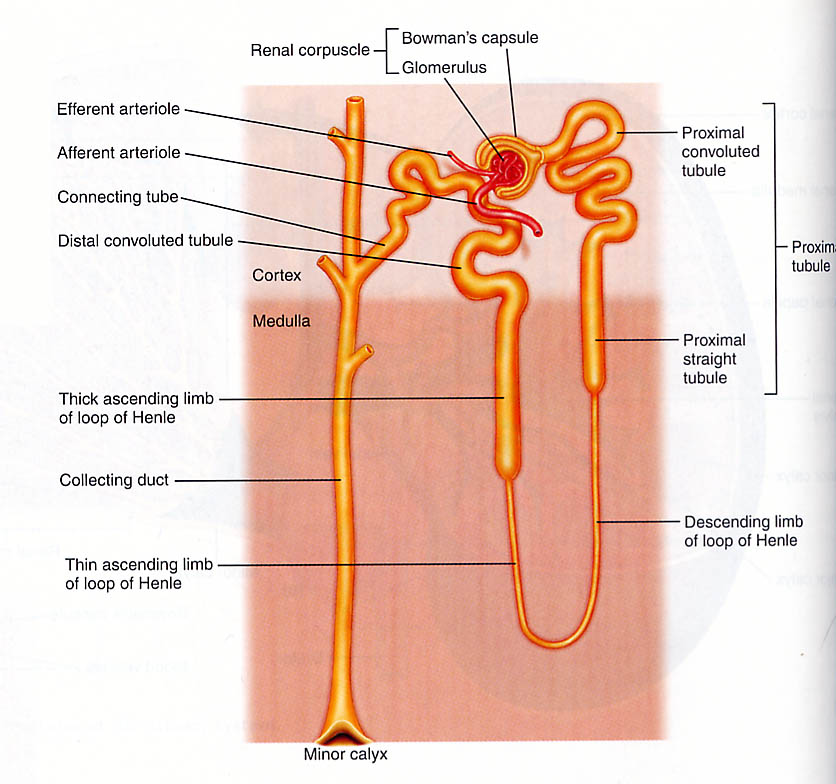 Renal corpuscle
Bowman's capsule
Glomerulus
Efferent arteriole
Afferent arteriole
Connecting tube
Distal convoluted tubule
Cortex
Medulla
Proximal
convoluted
tubule
tubule
Proximal
straight
tubule
Thick ascending limb
of loop of Henle
Collecting duct
Descending limb
of loop of Henle
Thin ascending limb
of loop of Henle
Minor calyx